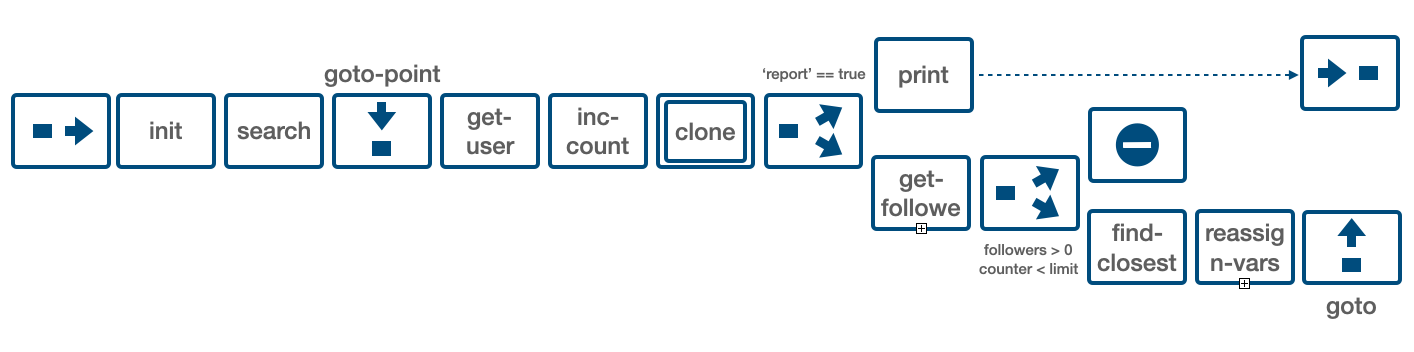 goto-point
'report' == true
print
init
search
get-
user
inc-
count
clone
get-
followe
followers > 0
counter < limit
find-
closest
reassig
n-vars
goto